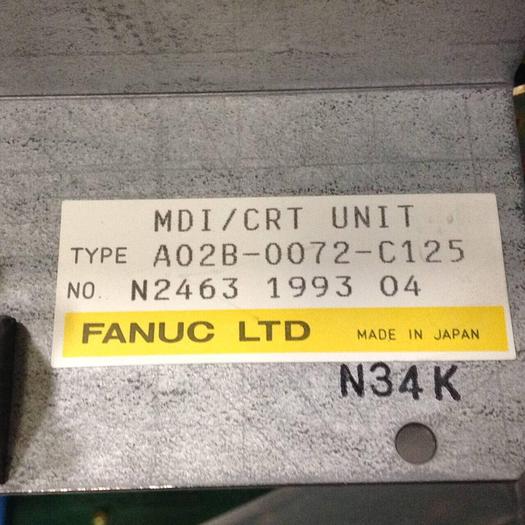 MDI/CRT UNIT
TYPE A02B-0072-C125
NO. N2463 1993 04
FANUC LTD MADE IN JAPAN
N34K